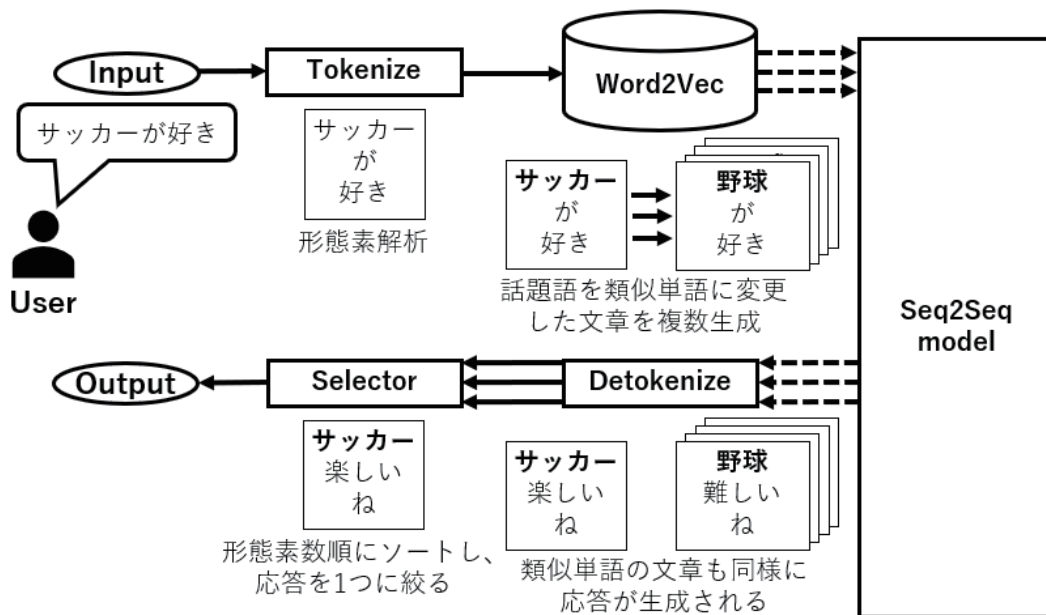 Input
Tokenize
Word2Vec
サッカーが好き
サッカー
が
好き
形態素解析
User
サッカー
が
好き
野球
が
好き
話題語を類似単語に変更
した文章を複数生成
Seq2Seq
model
Output
Selector
Detokenize
サッカー
楽しい
ね
形態素数順にソートし、
応答を1つに絞る
サッカー
楽しい
ね
野球
難しい
ね
類似単語の文章も同様に
応答が生成される